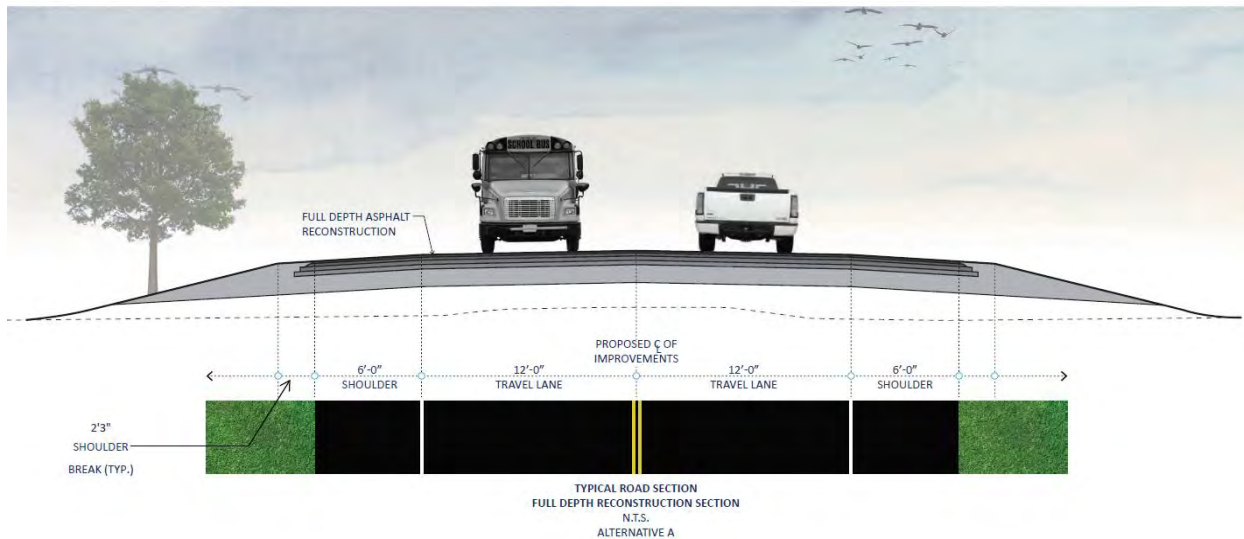 SCHOOL BUS
FULL DEPTH ASPHALT
RECONSTRUCTION
PROPOSED ℄ OF
IMPROVEMENTS
6'-0"
SHOULDER
12'-0"
TRAVEL LANE
12'-0"
TRAVEL LANE
6'-0"
SHOULDER
2'3"
SHOULDER
BREAK (TYP.)
TYPICAL ROAD SECTION
FULL DEPTH RECONSTRUCTION SECTION
N.T.S.
ALTERNATIVE A